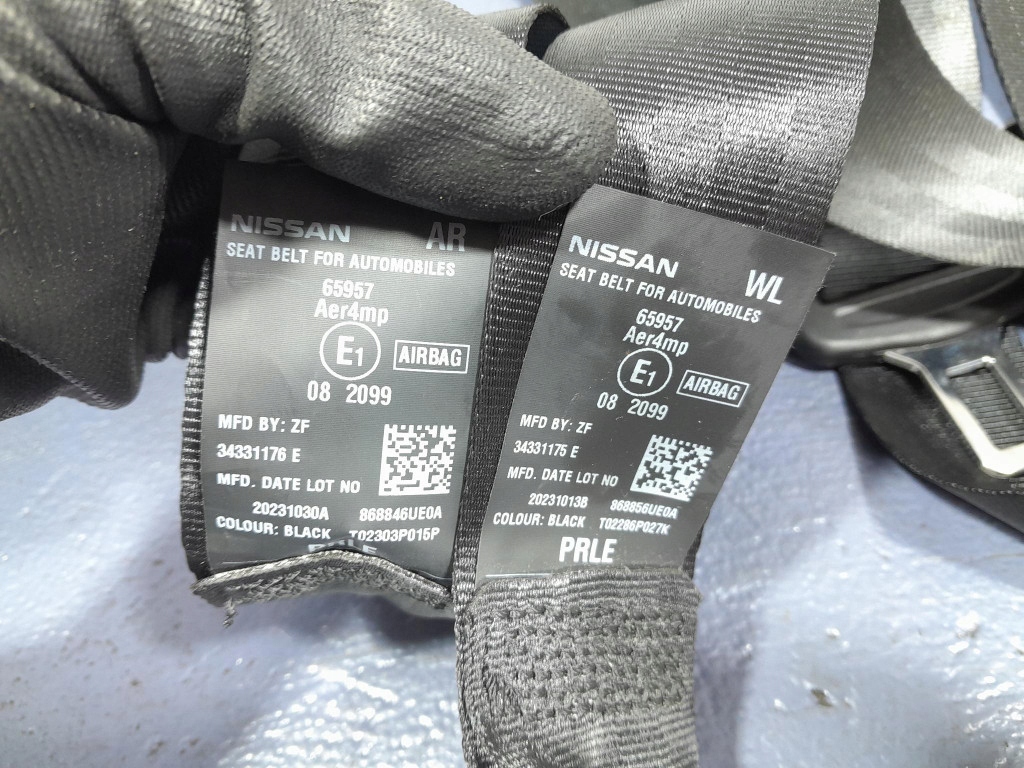 NISSAN AR
SEAT BELT FOR AUTOMOBILES
65957
Aer4mp
E1 AIRBAG
08 2099
MFD BY: ZF
34331176 E
MFD. DATE LOT NO
20231030A 868846UE0A
COLOUR: BLACK T02303P015P
PRLE
NISSAN WL
SEAT BELT FOR AUTOMOBILES
65957
Aer4mp
E1 AIRBAG
08 2099
MFD BY: ZF
34331175 E
MFD. DATE LOT NO
20231013B 868856UE0A
COLOUR: BLACK T02286P027K
PRLE